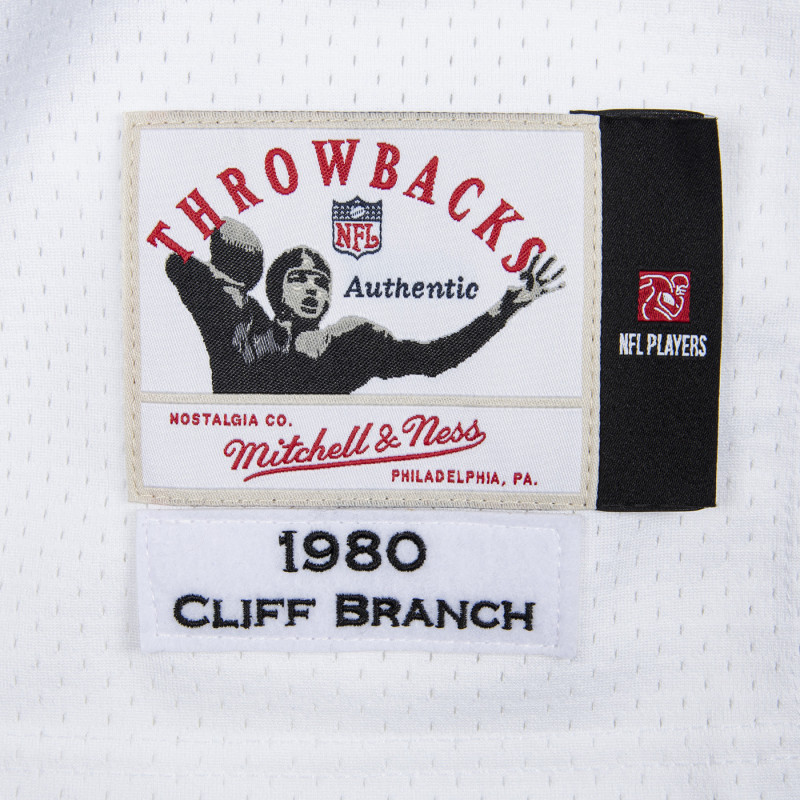 THROWBACKS
NFL
Authentic
NFL PLAYERS
NOSTALGIA CO.
Mitchell & Ness
PHILADELPHIA, PA.
1980
CLIFF BRANCH